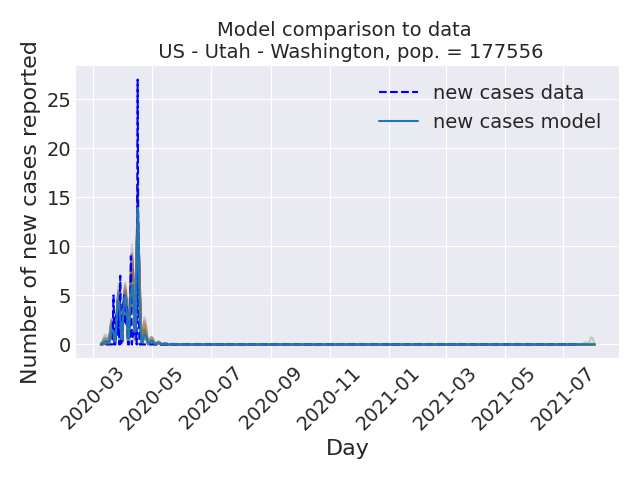 Model comparison to data
US - Utah - Washington, pop. = 177556
Number of new cases reported
25
20
15
10
5
0
new cases data
new cases model
2020-03
2020-05
2020-07
2020-09
2020-11
2021-01
2021-03
2021-05
2021-07
Day